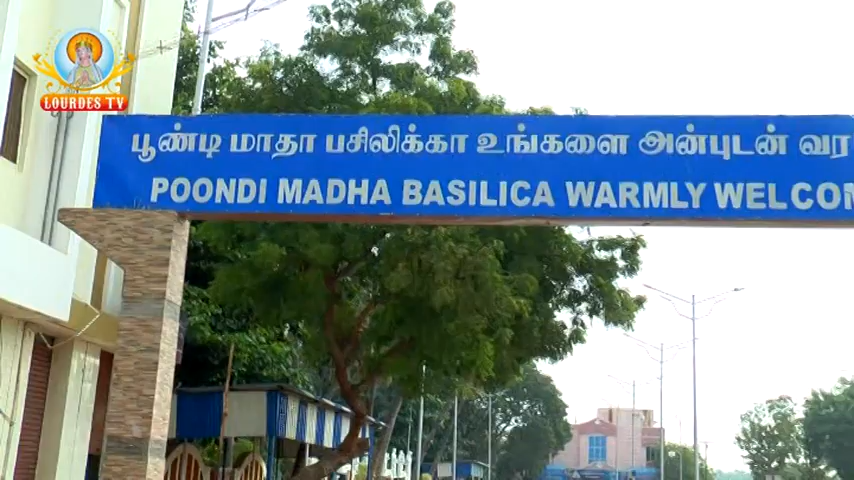 LOURDES TV
பூண்டி மாதா பசிலிக்கா உங்களை அன்புடன் வர
POONDI MADHA BASILICA WARMLY WELCOM